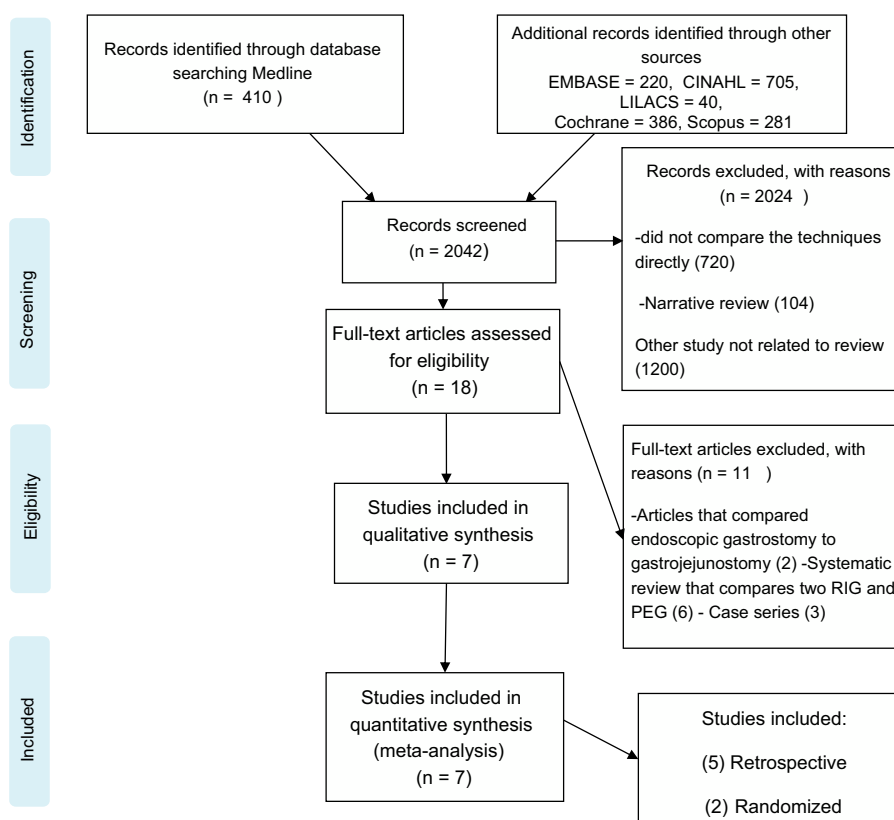 Identification
Records identified through database
searching Medline
(n = 410 )
Additional records identified through other
sources
EMBASE = 220, CINAHL = 705,
LILACS = 40,
Cochrane = 386, Scopus = 281
Screening
Records screened
(n = 2042)
Records excluded, with reasons
(n = 2024 )
-did not compare the techniques
directly (720)
-Narrative review (104)
Other study not related to review
(1200)
Full-text articles assessed
for eligibility
(n = 18)
Eligibility
Full-text articles excluded, with
reasons (n = 11 )
-Articles that compared
endoscopic gastrostomy to
gastrojejunostomy (2) -Systematic
review that compares two RIG and
PEG (6) - Case series (3)
Studies included in
qualitative synthesis
(n = 7)
Included
Studies included in
quantitative synthesis
(meta-analysis)
(n = 7)
Studies included:
(5) Retrospective
(2) Randomized